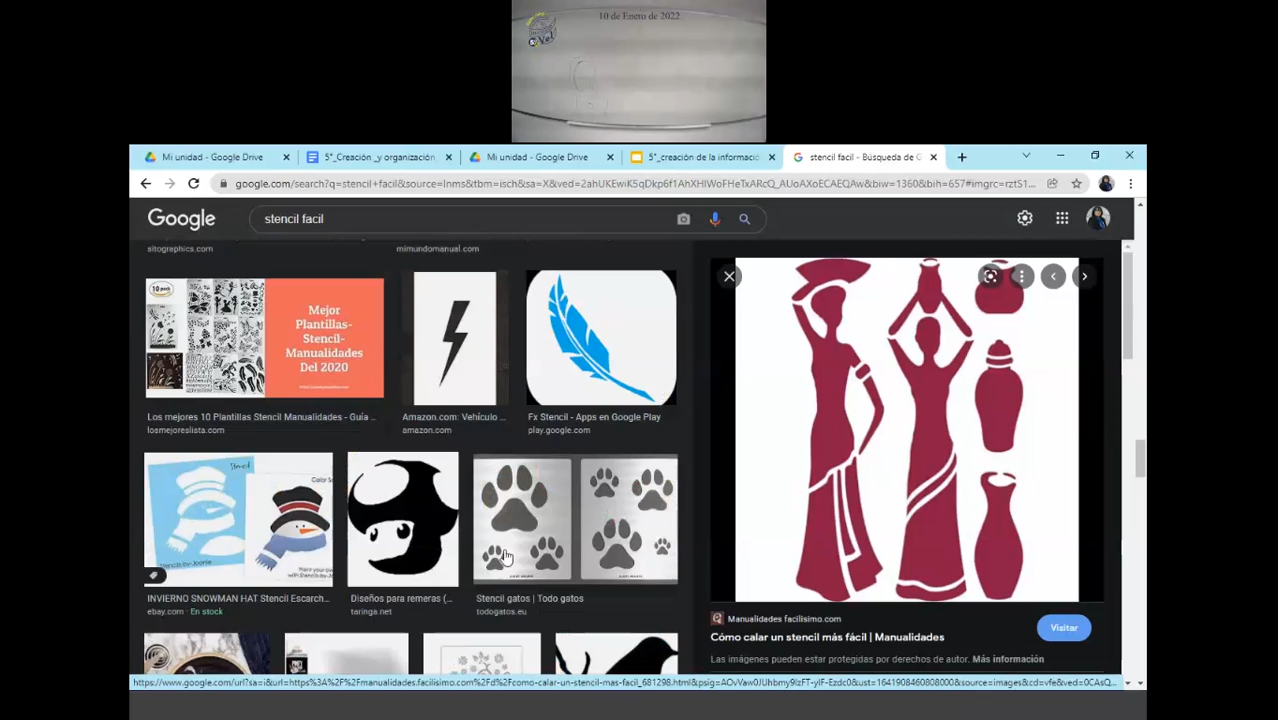 10 de Enero de 2022
Vel
Mi unidad - Google Drive
5°_Creación _y organización,
Mi unidad - Google Drive
5°_creación de la informació
stencil facil - Búsqueda de G
google.com/search?q=stencil+facil&source=lnms&tbm=isch&sa=X&ved=2ahUKEwiK5qDkp6f1AhXHIWoFHeTxARcQ_AUoAXoECAEQAw&biw=1360&bih=657#imgrc=rztS1...
Google
stencil facil
sitographics.com
mimundomanual.com
10 pack
Mejor
Plantillas-
Stencil-
Manualidades
Del 2020
Los mejores 10 Plantillas Stencil Manualidades - Guía ...
losmejoreslista.com
Amazon.com: Vehículo ...
amazon.com
Fx Stencil - Apps en Google Play
play.google.com
Stencil
INVIERNO SNOWMAN HAT Stencil Escarch...
ebay.com · En stock
Diseños para remeras (...
taringa.net
Stencil gatos | Todo gatos
todogatos.eu
Manualidades facilisimo.com
Visitar
Cómo calar un stencil más fácil | Manualidades
Las imágenes pueden estar protegidas por derechos de autor. Más información